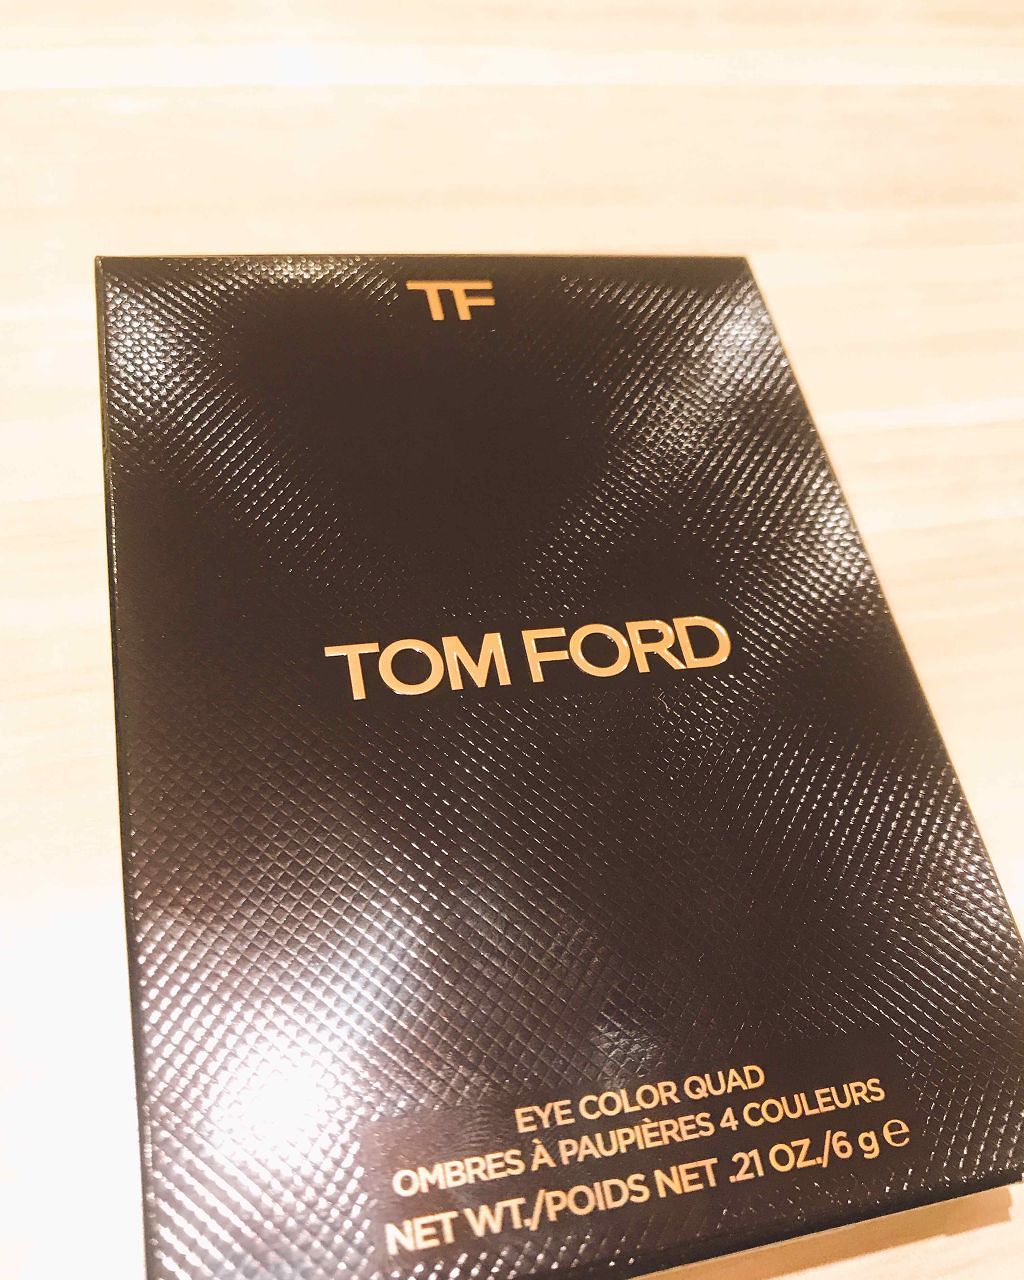 TF
TOM FORD
EYE COLOR QUAD
OMBRES À PAUPIÈRES 4 COULEURS
NET WT./POIDS NET .21 OZ./6 g ℮